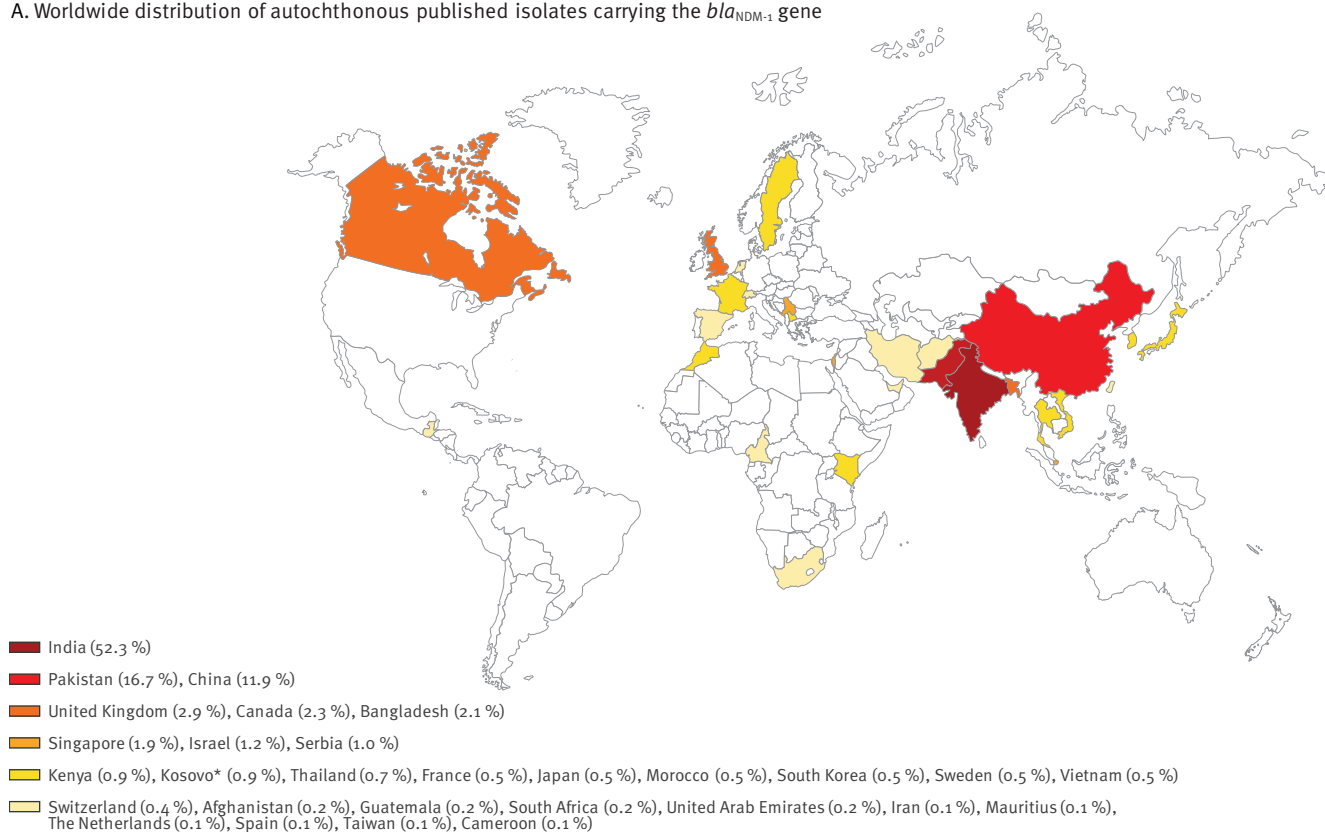 A. Worldwide distribution of autochthonous published isolates carrying the blaNDM-1 gene
India (52.3 %)
Pakistan (16.7 %), China (11.9 %)
United Kingdom (2.9 %), Canada (2.3 %), Bangladesh (2.1 %)
Singapore (1.9 %), Israel (1.2 %), Serbia (1.0 %)
Kenya (0.9 %), Kosovo* (0.9 %), Thailand (0.7 %), France (0.5 %), Japan (0.5 %), Morocco (0.5 %), South Korea (0.5 %), Sweden (0.5 %), Vietnam (0.5 %)
Switzerland (0.4 %), Afghanistan (0.2 %), Guatemala (0.2 %), South Africa (0.2 %), United Arab Emirates (0.2 %), Iran (0.1 %), Mauritius (0.1 %),
The Netherlands (0.1 %), Spain (0.1 %), Taiwan (0.1 %), Cameroon (0.1 %)